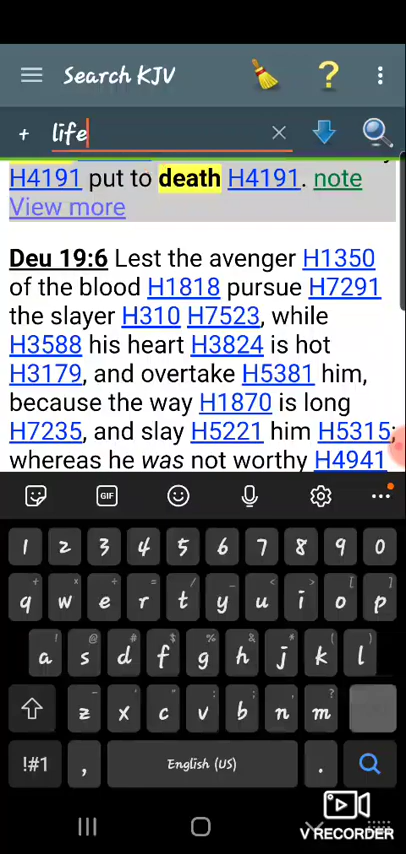 Search KJV
?
+ life
H4191 put to death H4191. note
View more
Deu 19:6 Lest the avenger H1350
of the blood H1818 pursue H7291
the slayer H310 H7523, while
H3588 his heart H3824 is hot
H3179, and overtake H5381 him,
because the way H1870 is long
H7235, and slay H5221 him H5315;
whereas he was not worthy H4941
GIF
1 2 3 4 5 6 7 8 9 0
+ × ÷ = / _ < > [ ]
q w e r t y u i o p
! @ # $ % & * ( )
a s d f g h j k l
- ' " : ; , ?
z x c v b n m
!#1 , English (US) .
V RECORDER